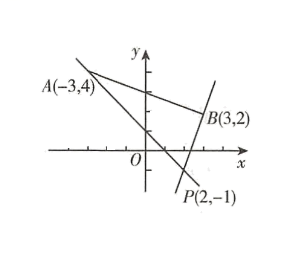 y
A(−3,4)
B(3,2)
O
x
P(2,−1)